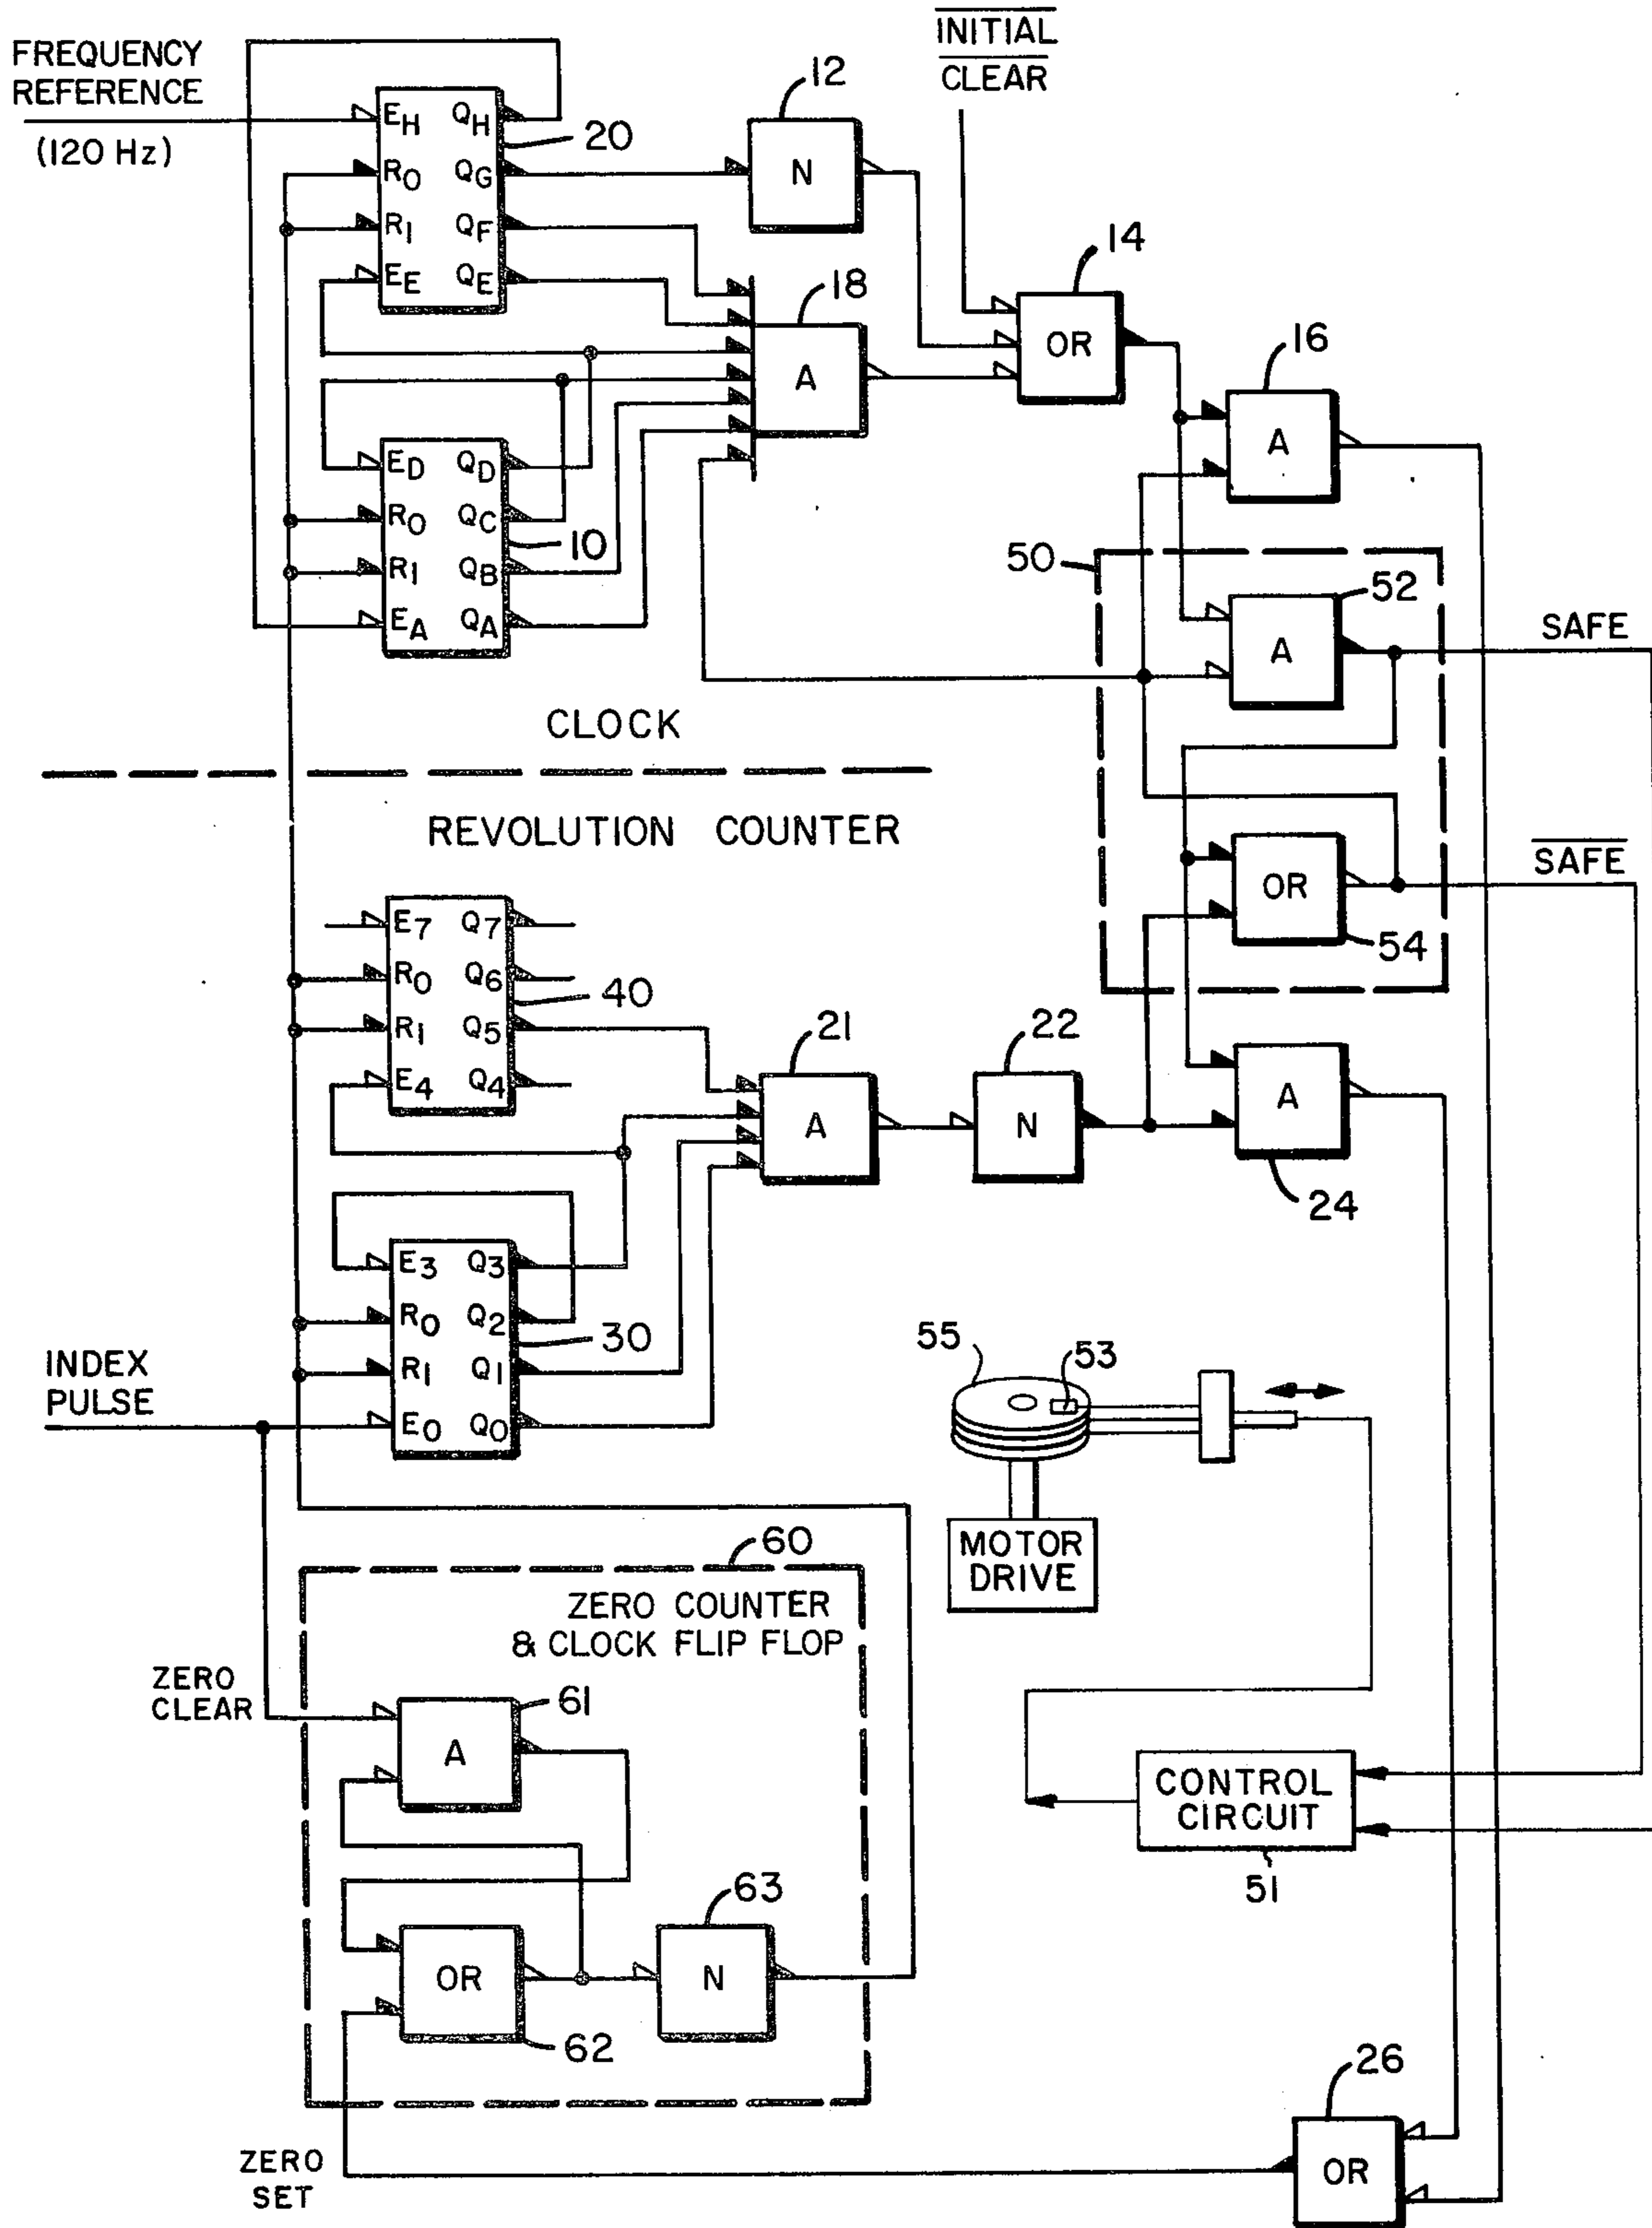 FREQUENCY
REFERENCE
(120 Hz)
INITIAL
CLEAR
EH QH
R0 QG
R1 QF
EE QE
20
12
N
18
A
14
OR
16
A
ED QD
R0 QC
R1 QB
EA QA
10
50
52
A
SAFE
CLOCK
REVOLUTION COUNTER
OR
54
SAFE
E7 Q7
R0 Q6
R1 Q5
E4 Q4
40
21
A
22
N
A
24
E3 Q3
R0 Q2
R1 Q1
E0 Q0
30
INDEX
PULSE
55
53
MOTOR
DRIVE
60
ZERO COUNTER
& CLOCK FLIP FLOP
ZERO
CLEAR
61
A
CONTROL
CIRCUIT
51
63
OR
N
62
26
OR
ZERO
SET